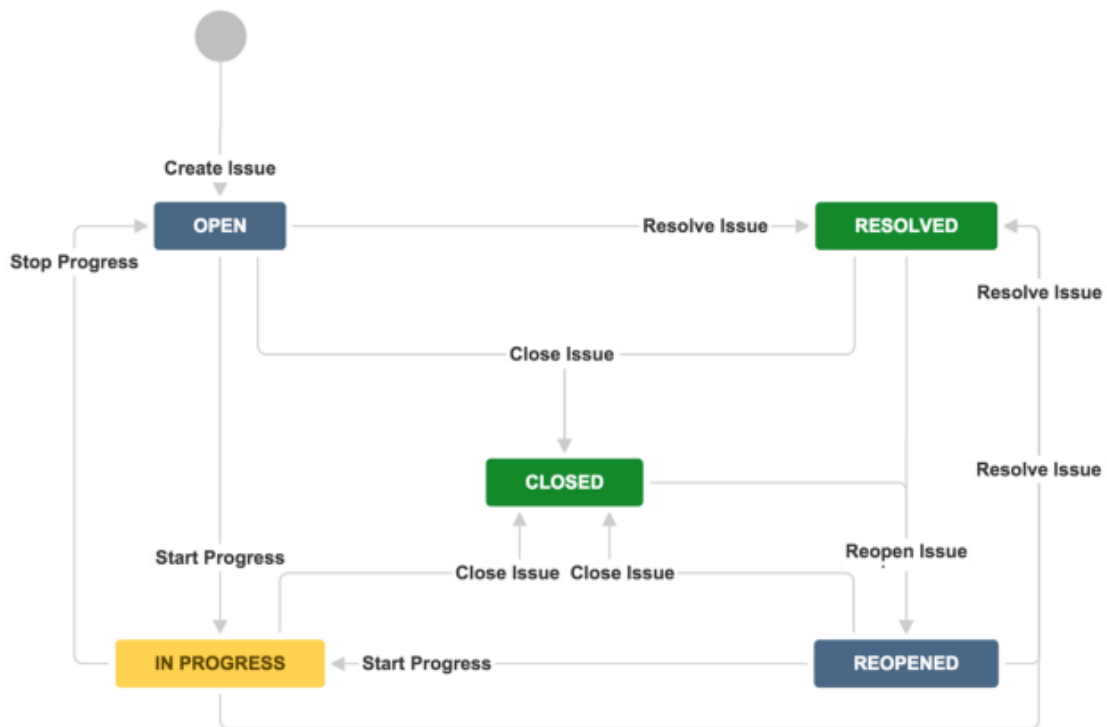 Create Issue
OPEN
Resolve Issue
RESOLVED
Stop Progress
Resolve Issue
Close Issue
Resolve Issue
CLOSED
Start Progress
Reopen Issue
Close Issue
Close Issue
IN PROGRESS
Start Progress
REOPENED